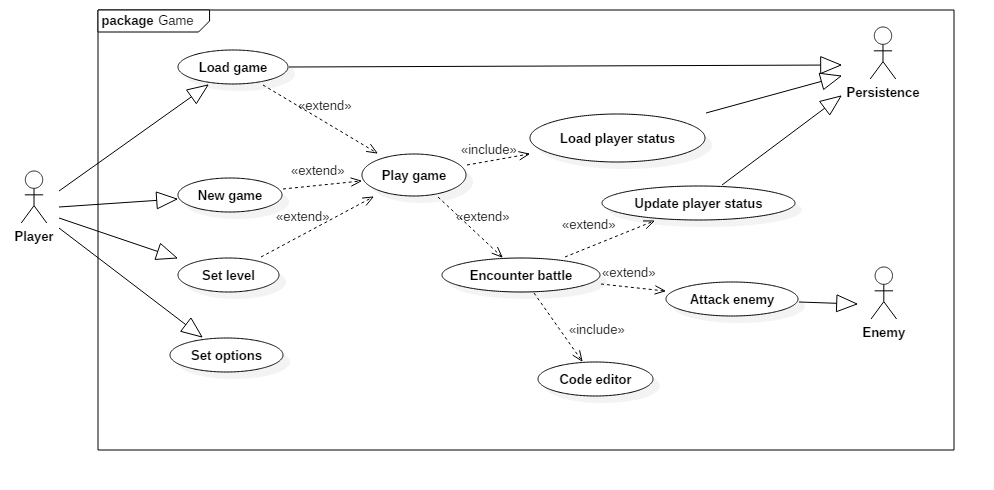 package Game
Load game
Persistence
«extend»
Load player status
«include»
Play game
«extend»
New game
Update player status
Player
«extend»
«extend»
«extend»
Set level
Encounter battle
«extend»
Attack enemy
Enemy
«include»
Set options
Code editor